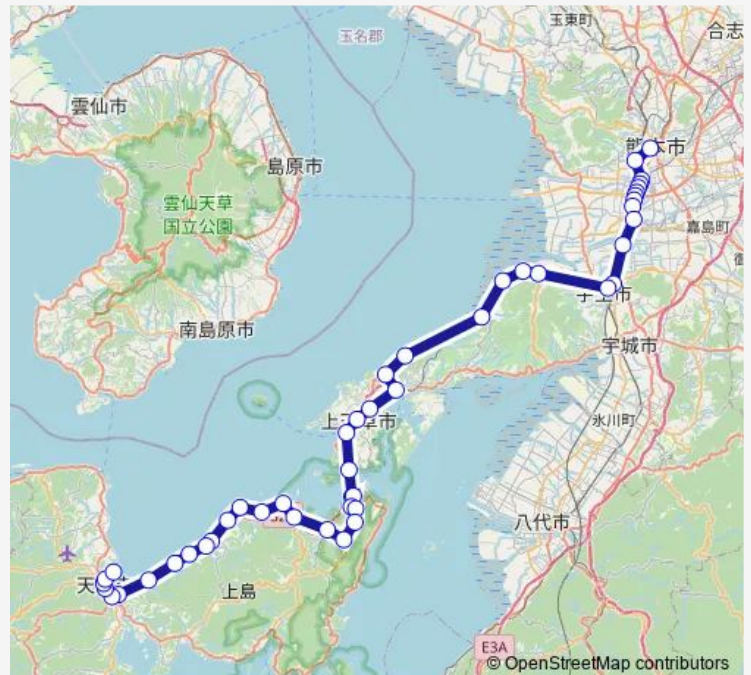 玉東町
合志
玉名郡
雲仙市
熊本市
島原市
雲仙天草
国立公園
嘉島町
宇土市
南島原市
宇城市
上天草市
氷川町
八代市
天
上島
E3A
© OpenStreetMap contributors